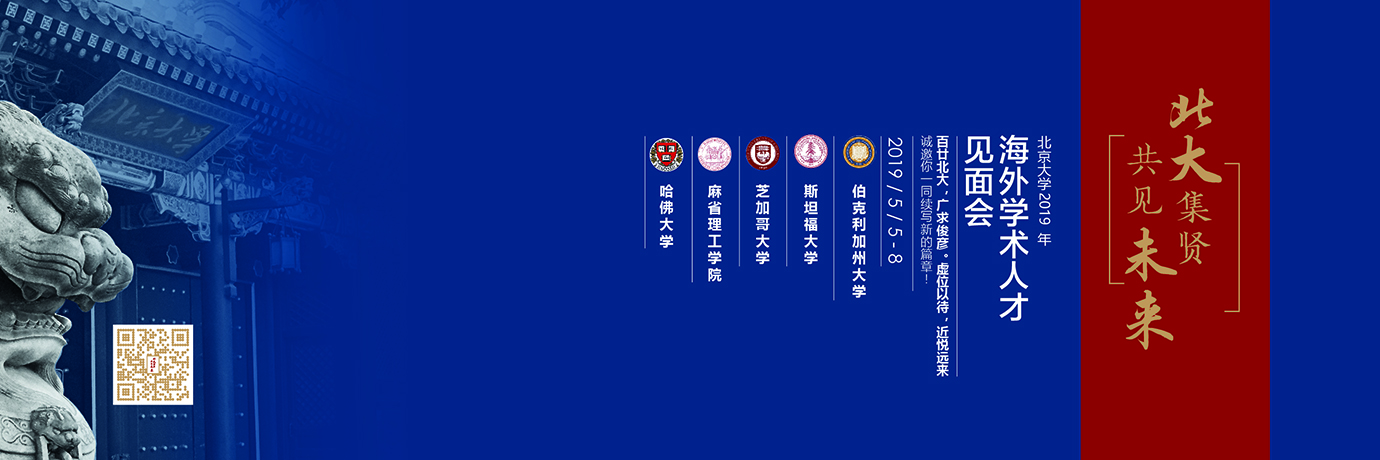 北大集贤
共见未来
北京大学2019 年
海外学术人才
见面会
百廿北大，广求俊彦。虚位以待，近悦远来
诚邀你一同续写新的篇章！
2019/5/5-8
伯克利加州大学
斯坦福大学
芝加哥大学
麻省理工学院
哈佛大学
北京大学